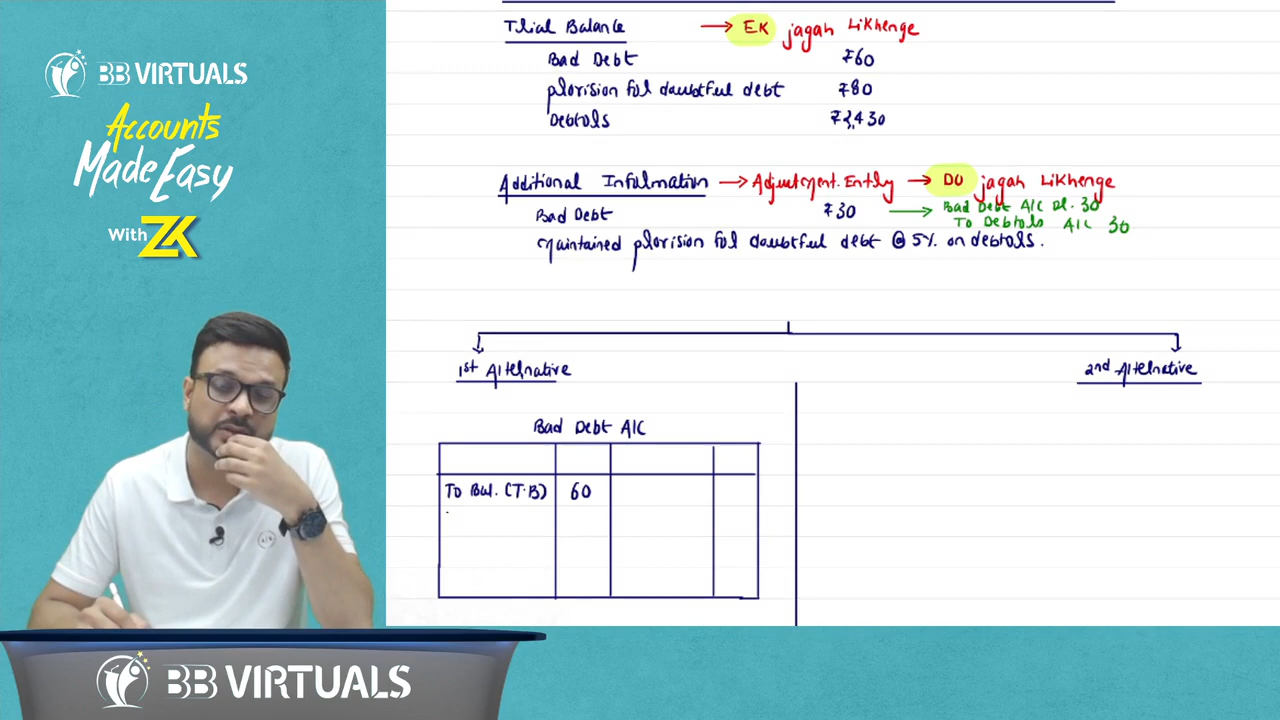 BB VIRTUALS
Accounts
Made Easy
With ZK
Trial Balance → EK jagah Likhenge
Bad Debt ₹60
provision for doubtful debt ₹80
Debtors ₹2,430
Additional Information → Adjustment Entry → DO jagah Likhenge
Bad Debt ₹30 → Bad Debt A/C Dr. 30
To Debtors A/C 30
Maintained provision for doubtful debt @ 5% on debtors.
1st Alternative
2nd Alternative
Bad Debt A/C
To Bal. (T.B) 60
BB VIRTUALS